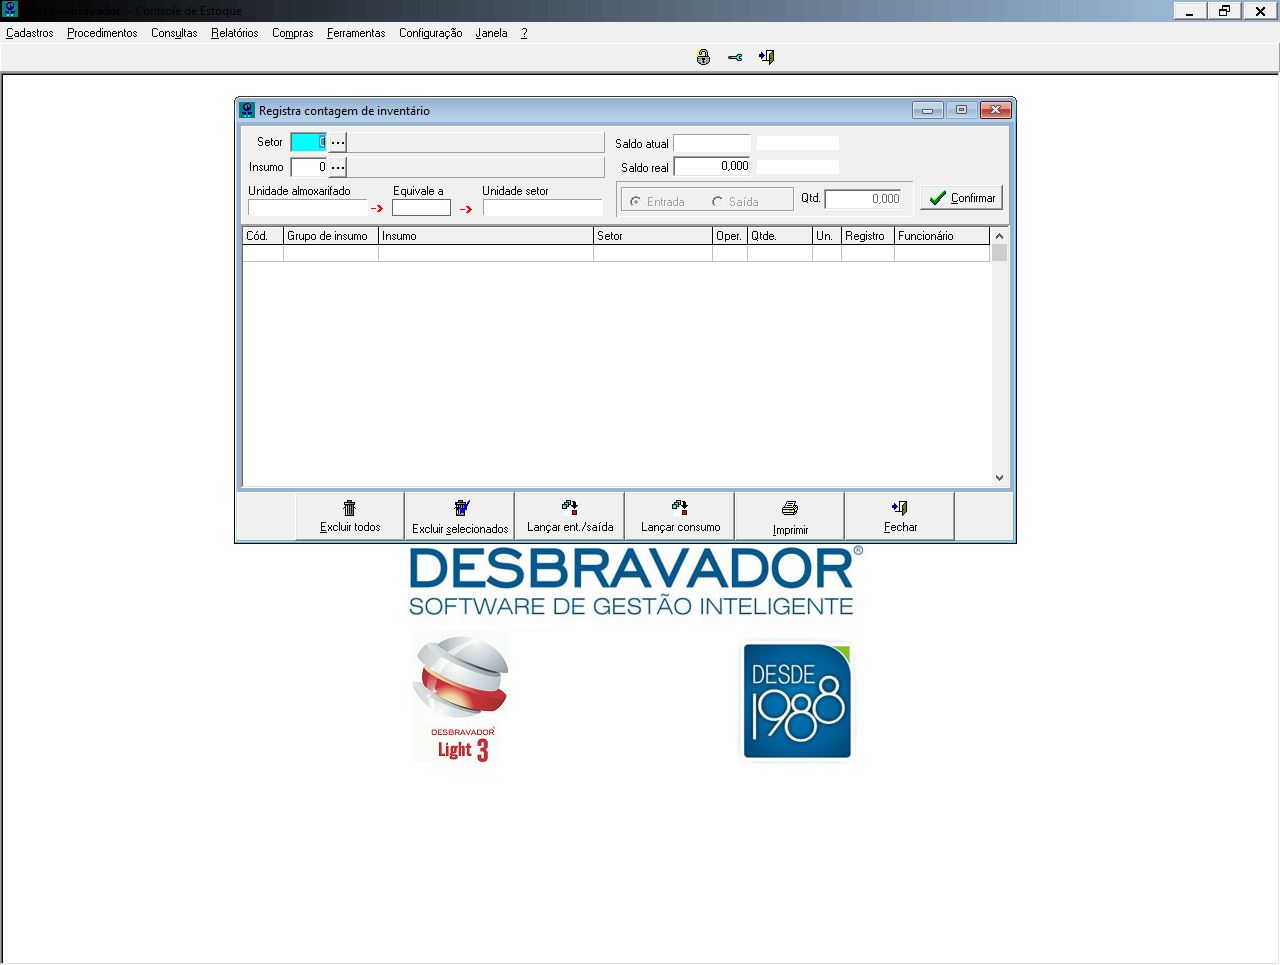 Desbravador - Controle de Estoque
Cadastros Procedimentos Consultas Relatórios Compras Ferramentas Configuração Janela ?
Registra contagem de inventário
Setor 0 ...
Saldo atual
Insumo 0 ...
Saldo real 0,000
Unidade almoxarifado Equivale a Unidade setor
-> ->
Entrada Saída Qtd. 0,000 Confirmar
Cód. Grupo de insumo Insumo Setor Oper. Qtde. Un. Registro Funcionário
Excluir todos Excluir selecionados Lançar ent./saída Lançar consumo Imprimir Fechar
DESBRAVADOR®
SOFTWARE DE GESTÃO INTELIGENTE
DESBRAVADOR®
Light 3
DESDE
1988